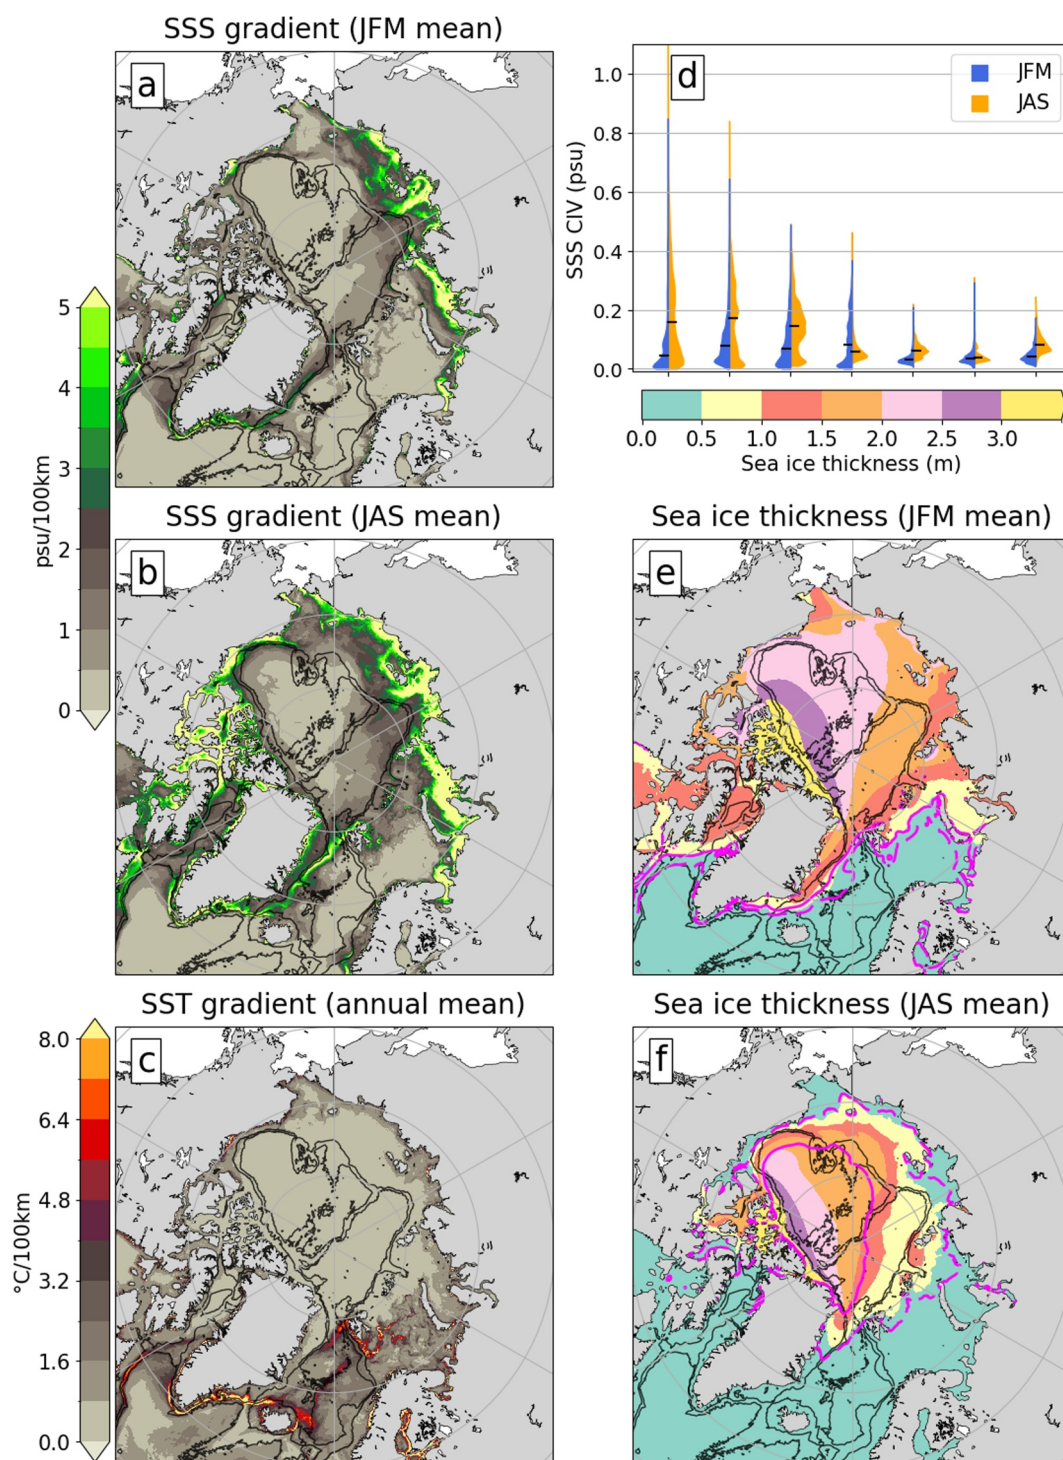 SSS gradient (JFM mean)
a
d
JFM
JAS
1.0
0.8
0.6
0.4
0.2
0.0
SSS CIV (psu)
0.0 0.5 1.0 1.5 2.0 2.5 3.0
Sea ice thickness (m)
5
4
3
2
1
0
psu/100km
SSS gradient (JAS mean)
b
Sea ice thickness (JFM mean)
e
SST gradient (annual mean)
c
8.0
6.4
4.8
3.2
1.6
0.0
°C/100km
Sea ice thickness (JAS mean)
f